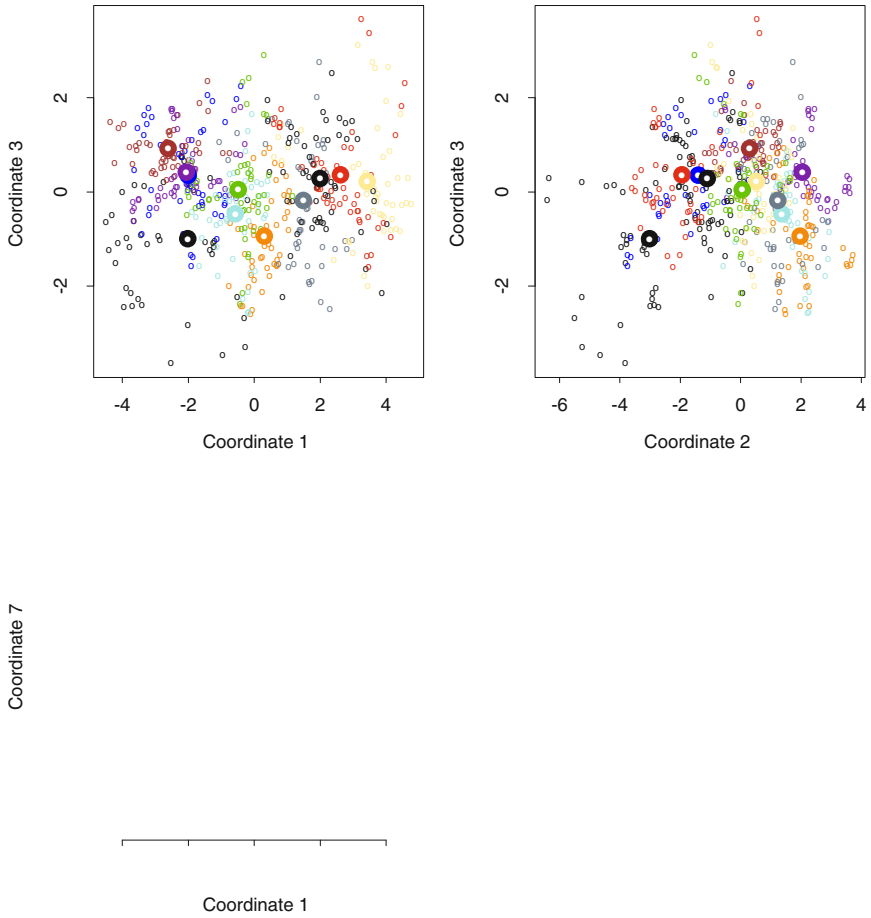 Coordinate 3
2
0
-2
-4 -2 0 2 4
Coordinate 1
Coordinate 3
2
0
-2
-6 -4 -2 0 2 4
Coordinate 2
Coordinate 7
Coordinate 1